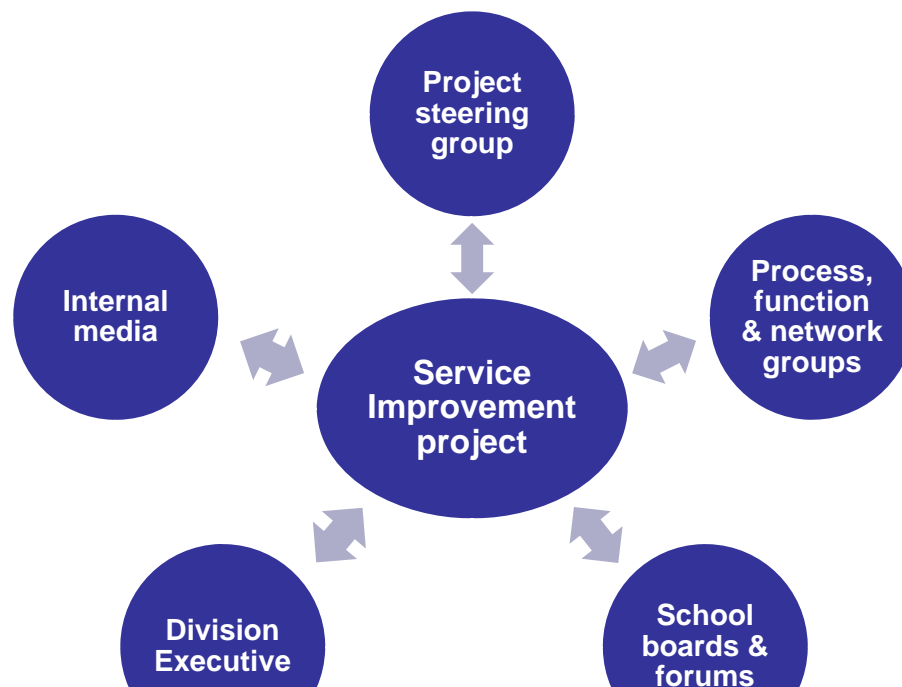 Project
steering
group
Internal
media
Process,
function
& network
groups
Service
Improvement
project
Division
Executive
School
boards &
forums